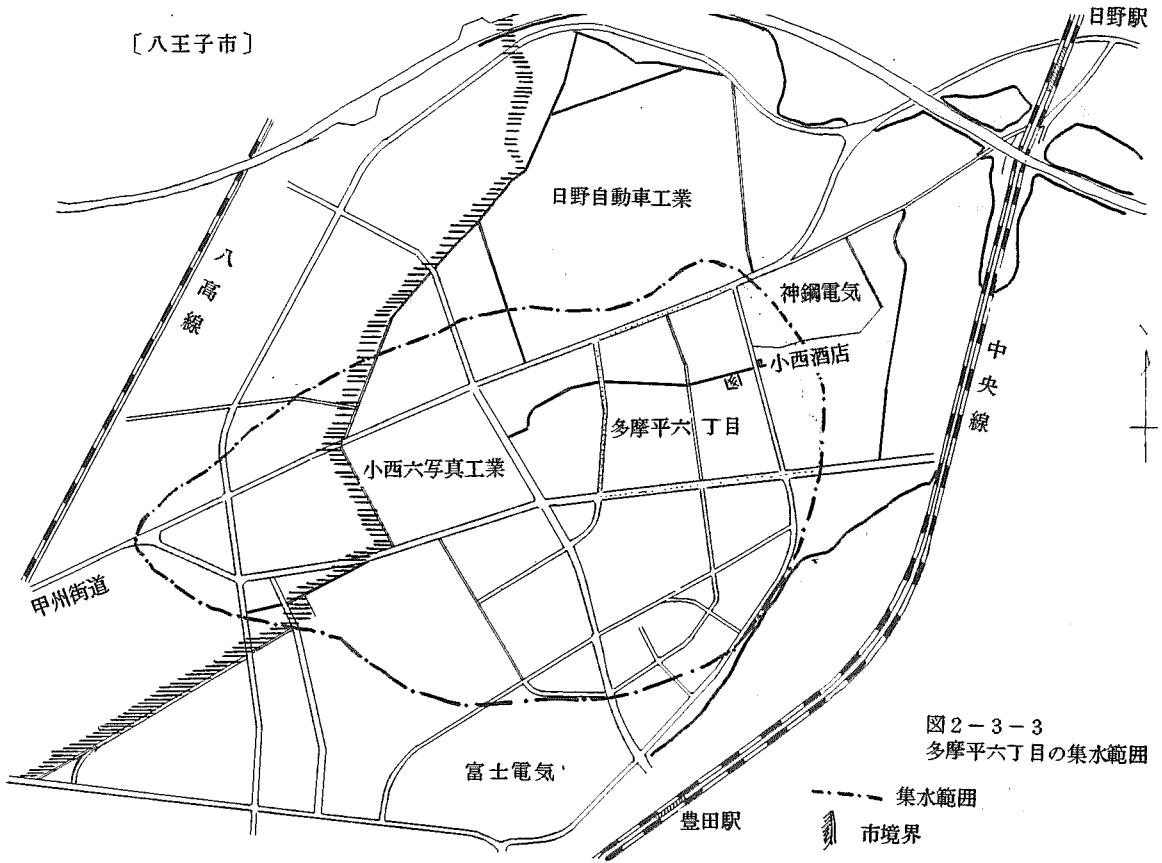 日野駅
〔八王子市〕
日野自動車工業
八高線
神鋼電気
小西酒店
中央線
多摩平六丁目
小西六写真工業
甲州街道
図2-3-3
多摩平六丁目の集水範囲
富士電気
集水範囲
豊田駅
市境界